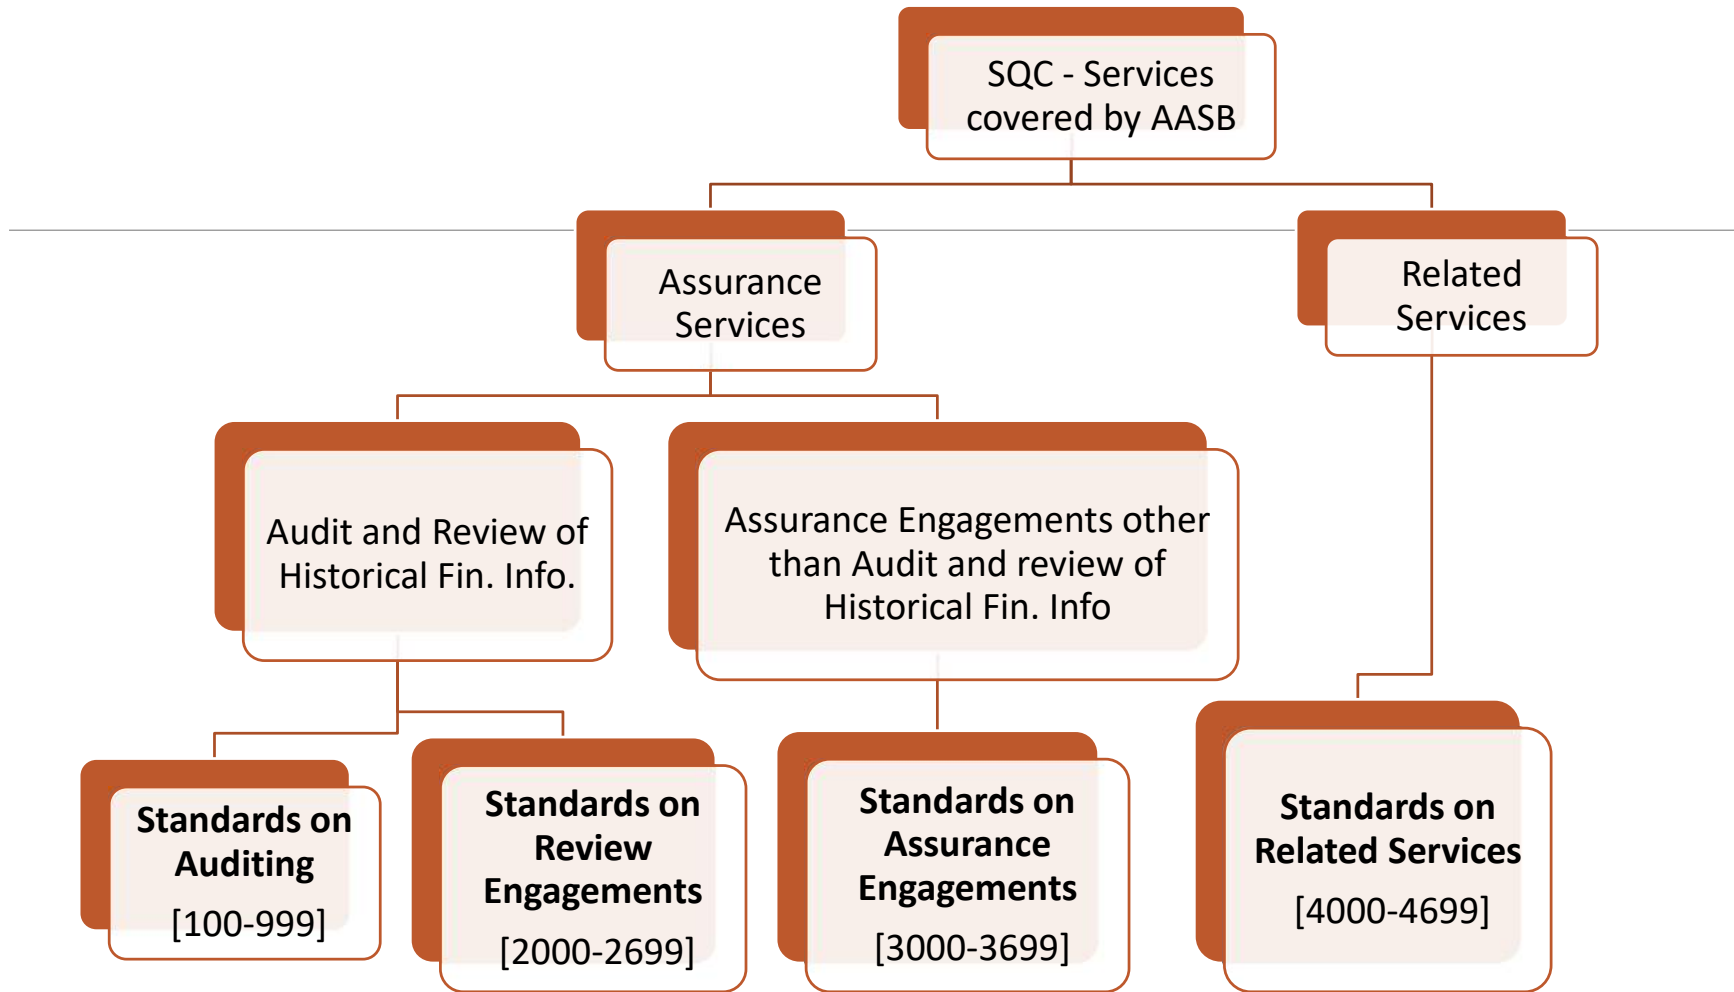 SQC - Services
covered by AASB
Assurance
Services
Related
Services
Audit and Review of
Historical Fin. Info.
Assurance Engagements other
than Audit and review of
Historical Fin. Info
Standards on
Auditing
[100-999]
Standards on
Review
Engagements
[2000-2699]
Standards on
Assurance
Engagements
[3000-3699]
Standards on
Related Services
[4000-4699]